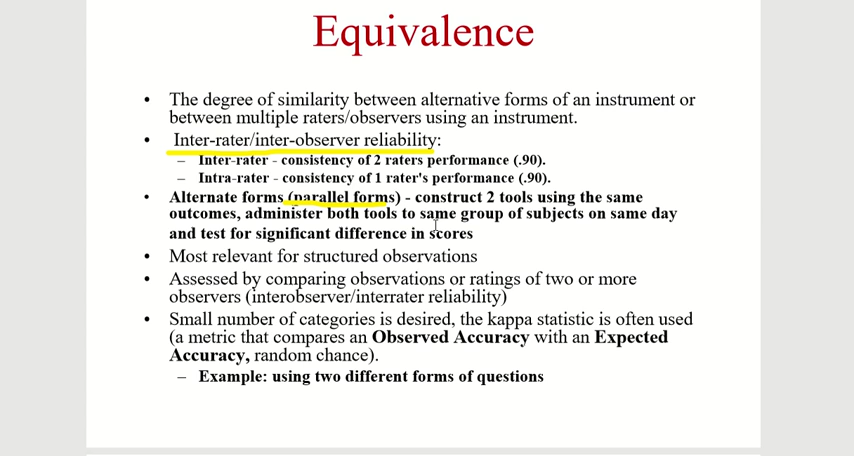 Equivalence
• The degree of similarity between alternative forms of an instrument or
between multiple raters/observers using an instrument.
• Inter-rater/inter-observer reliability:
– Inter-rater - consistency of 2 raters performance (.90).
– Intra-rater - consistency of 1 rater's performance (.90).
• Alternate forms (parallel forms) - construct 2 tools using the same
outcomes, administer both tools to same group of subjects on same day
and test for significant difference in scores
• Most relevant for structured observations
• Assessed by comparing observations or ratings of two or more
observers (interobserver/interrater reliability)
• Small number of categories is desired, the kappa statistic is often used
(a metric that compares an Observed Accuracy with an Expected
Accuracy, random chance).
– Example: using two different forms of questions